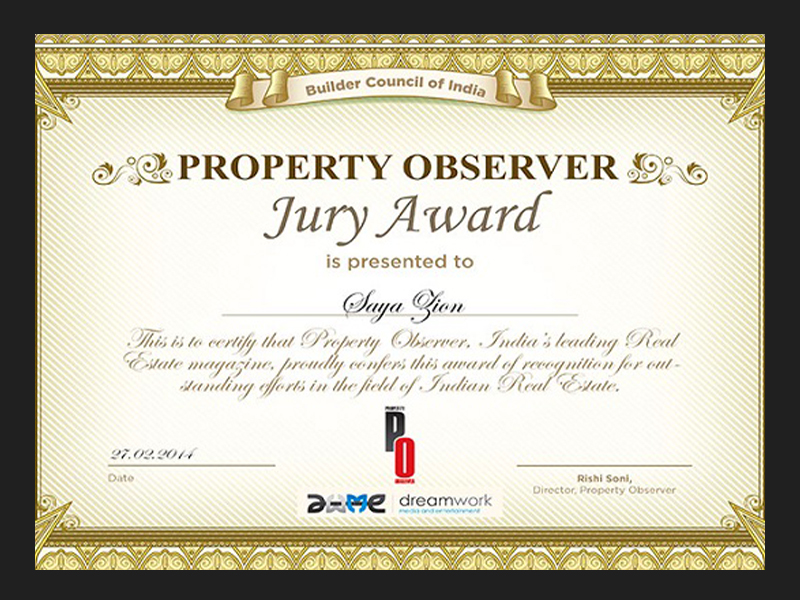 Builder Council of India
PROPERTY OBSERVER
Jury Award
is presented to
Saya Zion
This is to certify that Property Observer, India's leading Real
Estate magazine, proudly confers this award of recognition for out-
standing efforts in the field of Indian Real Estate.
PROPERTY
PO
OBSERVER
27.02.2014
Date
Rishi Soni,
Director, Property Observer
dreamwork
media and entertainment